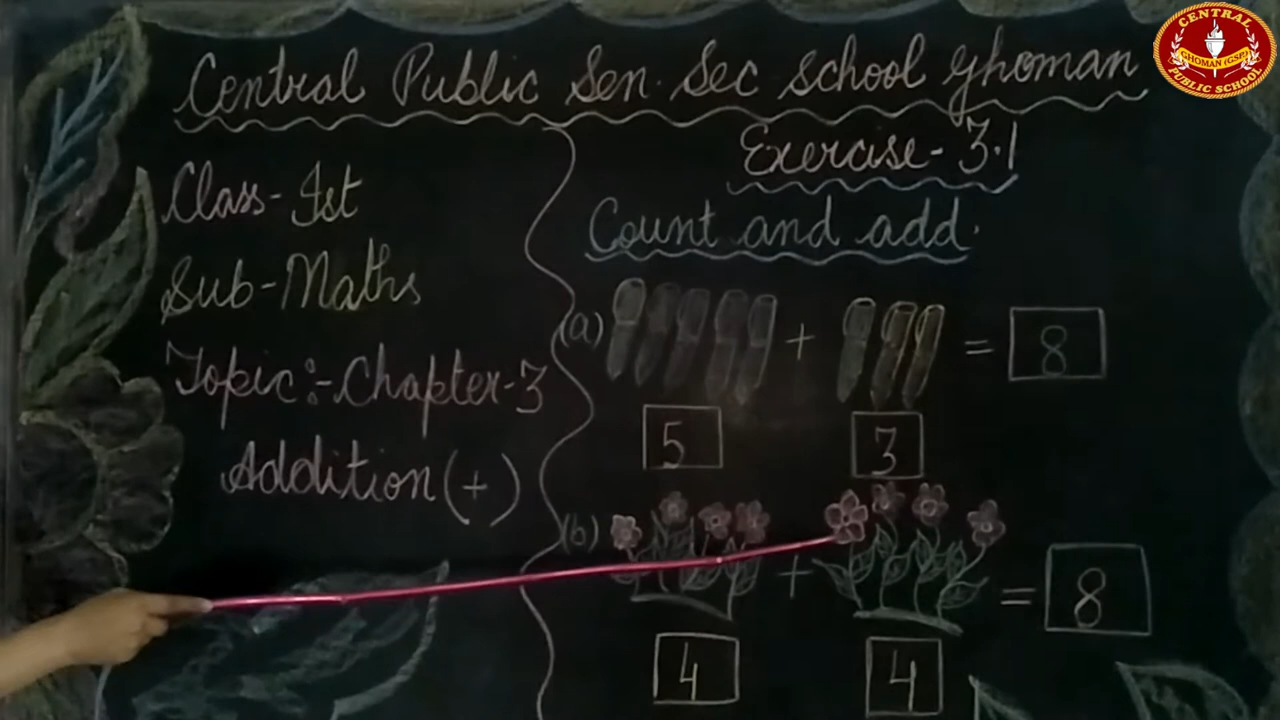 Central Public Sen. Sec School Ghoman
CENTRAL
GHOMAN (GSP.)
PUBLIC SCHOOL
Class - Ist
Sub - Maths
Topic :- Chapter - 3
Addition (+)
Exercise - 3.1
Count and add.
(a) + = 8
5 3
(b) + = 8
4 4